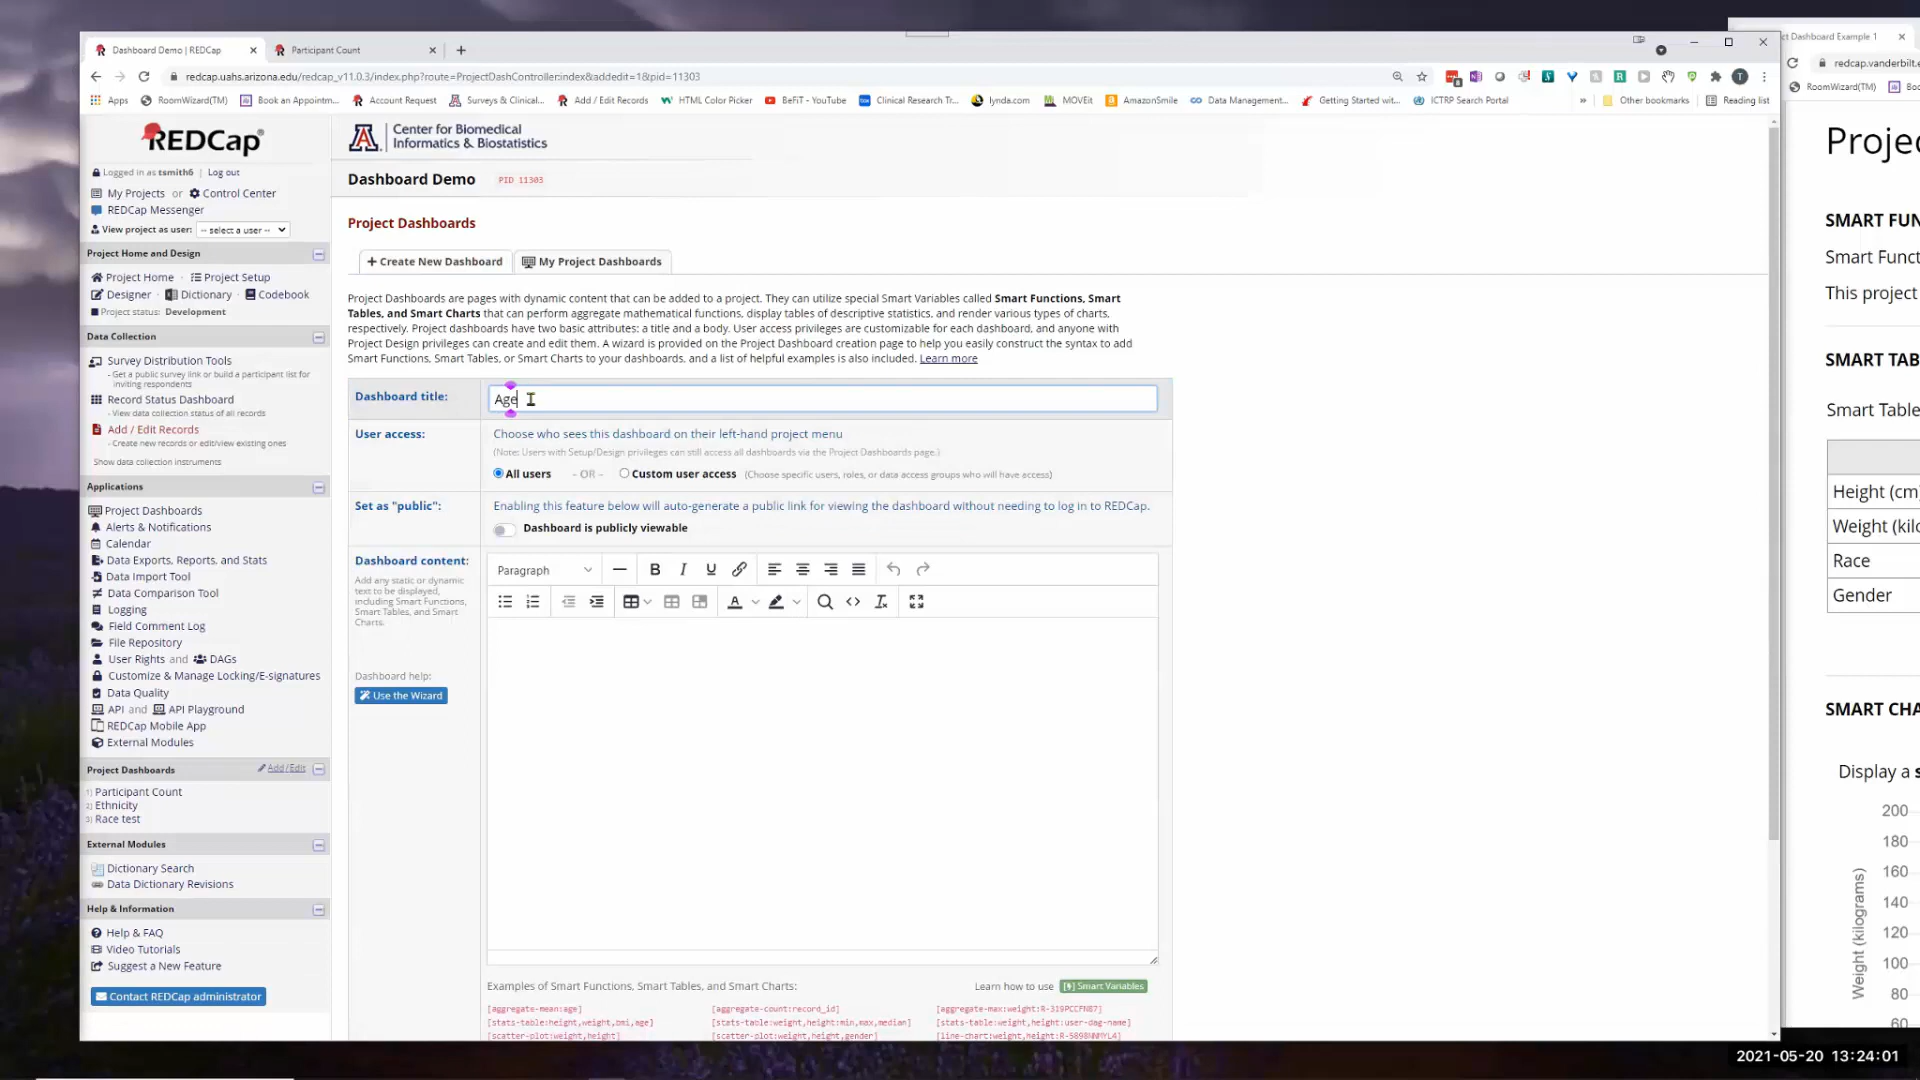 Dashboard Demo | REDCap
Participant Count
ct Dashboard Example 1
redcap.uahs.arizona.edu/redcap_v11.0.3/index.php?route=ProjectDashController:index&addedit=1&pid=11303
redcap.vanderbilt.e
Apps
RoomWizard(TM)
Book an Appointm...
Account Request
Surveys & Clinical...
Add / Edit Records
HTML Color Picker
BeFiT - YouTube
Clinical Research Tr...
lynda.com
MOVEit
AmazonSmile
Data Management...
Getting Started wit...
ICTRP Search Portal
»
Other bookmarks
Reading list
RoomWizard(TM)
Boo
REDCap
Logged in as tsmith6 | Log out
My Projects or Control Center
REDCap Messenger
View project as user: -- select a user --
Project Home and Design
Project Home · Project Setup
Designer · Dictionary · Codebook
Project status: Development
Data Collection
Survey Distribution Tools
- Get a public survey link or build a participant list for
inviting respondents
Record Status Dashboard
- View data collection status of all records
Add / Edit Records
- Create new records or edit/view existing ones
Show data collection instruments
Applications
Project Dashboards
Alerts & Notifications
Calendar
Data Exports, Reports, and Stats
Data Import Tool
Data Comparison Tool
Logging
Field Comment Log
File Repository
User Rights and DAGs
Customize & Manage Locking/E-signatures
Data Quality
API and API Playground
REDCap Mobile App
External Modules
Project Dashboards
Add/Edit
1) Participant Count
2) Ethnicity
3) Race test
External Modules
Dictionary Search
Data Dictionary Revisions
Help & Information
Help & FAQ
Video Tutorials
Suggest a New Feature
Contact REDCap administrator
Center for Biomedical
Informatics & Biostatistics
Dashboard Demo PID 11303
Project Dashboards
+ Create New Dashboard
My Project Dashboards
Project Dashboards are pages with dynamic content that can be added to a project. They can utilize special Smart Variables called Smart Functions, Smart
Tables, and Smart Charts that can perform aggregate mathematical functions, display tables of descriptive statistics, and render various types of charts,
respectively. Project dashboards have two basic attributes: a title and a body. User access privileges are customizable for each dashboard, and anyone with
Project Design privileges can create and edit them. A wizard is provided on the Project Dashboard creation page to help you easily construct the syntax to add
Smart Functions, Smart Tables, or Smart Charts to your dashboards, and a list of helpful examples is also included. Learn more
Dashboard title:
Age
User access:
Choose who sees this dashboard on their left-hand project menu
(Note: Users with Setup/Design privileges can still access all dashboards via the Project Dashboards page.)
All users – OR – Custom user access (Choose specific users, roles, or data access groups who will have access)
Set as "public":
Enabling this feature below will auto-generate a public link for viewing the dashboard without needing to log in to REDCap.
Dashboard is publicly viewable
Dashboard content:
Add any static or dynamic
text to be displayed,
including Smart Functions,
Smart Tables, and Smart
Charts.
Dashboard help:
Use the Wizard
Paragraph
Examples of Smart Functions, Smart Tables, and Smart Charts:
Learn how to use
Smart Variables
[aggregate-mean:age]
[aggregate-count:record_id]
[aggregate-max:weight:R-319PCCFN87]
[stats-table:height,weight,bmi,age]
[stats-table:weight,height:min,max,median]
[stats-table:weight,height:user-dag-name]
[scatter-plot:weight,height]
[scatter-plot:weight,height,gender]
[line-chart:weight,height:R-5898NNMYL4]
Proje
SMART FUN
Smart Funct
This project
SMART TAB
Smart Table
Height (cm)
Weight (kilo
Race
Gender
SMART CHA
Display a s
Weight (kilograms)
200
180
160
140
120
100
80
60
2021-05-20 13:24:01